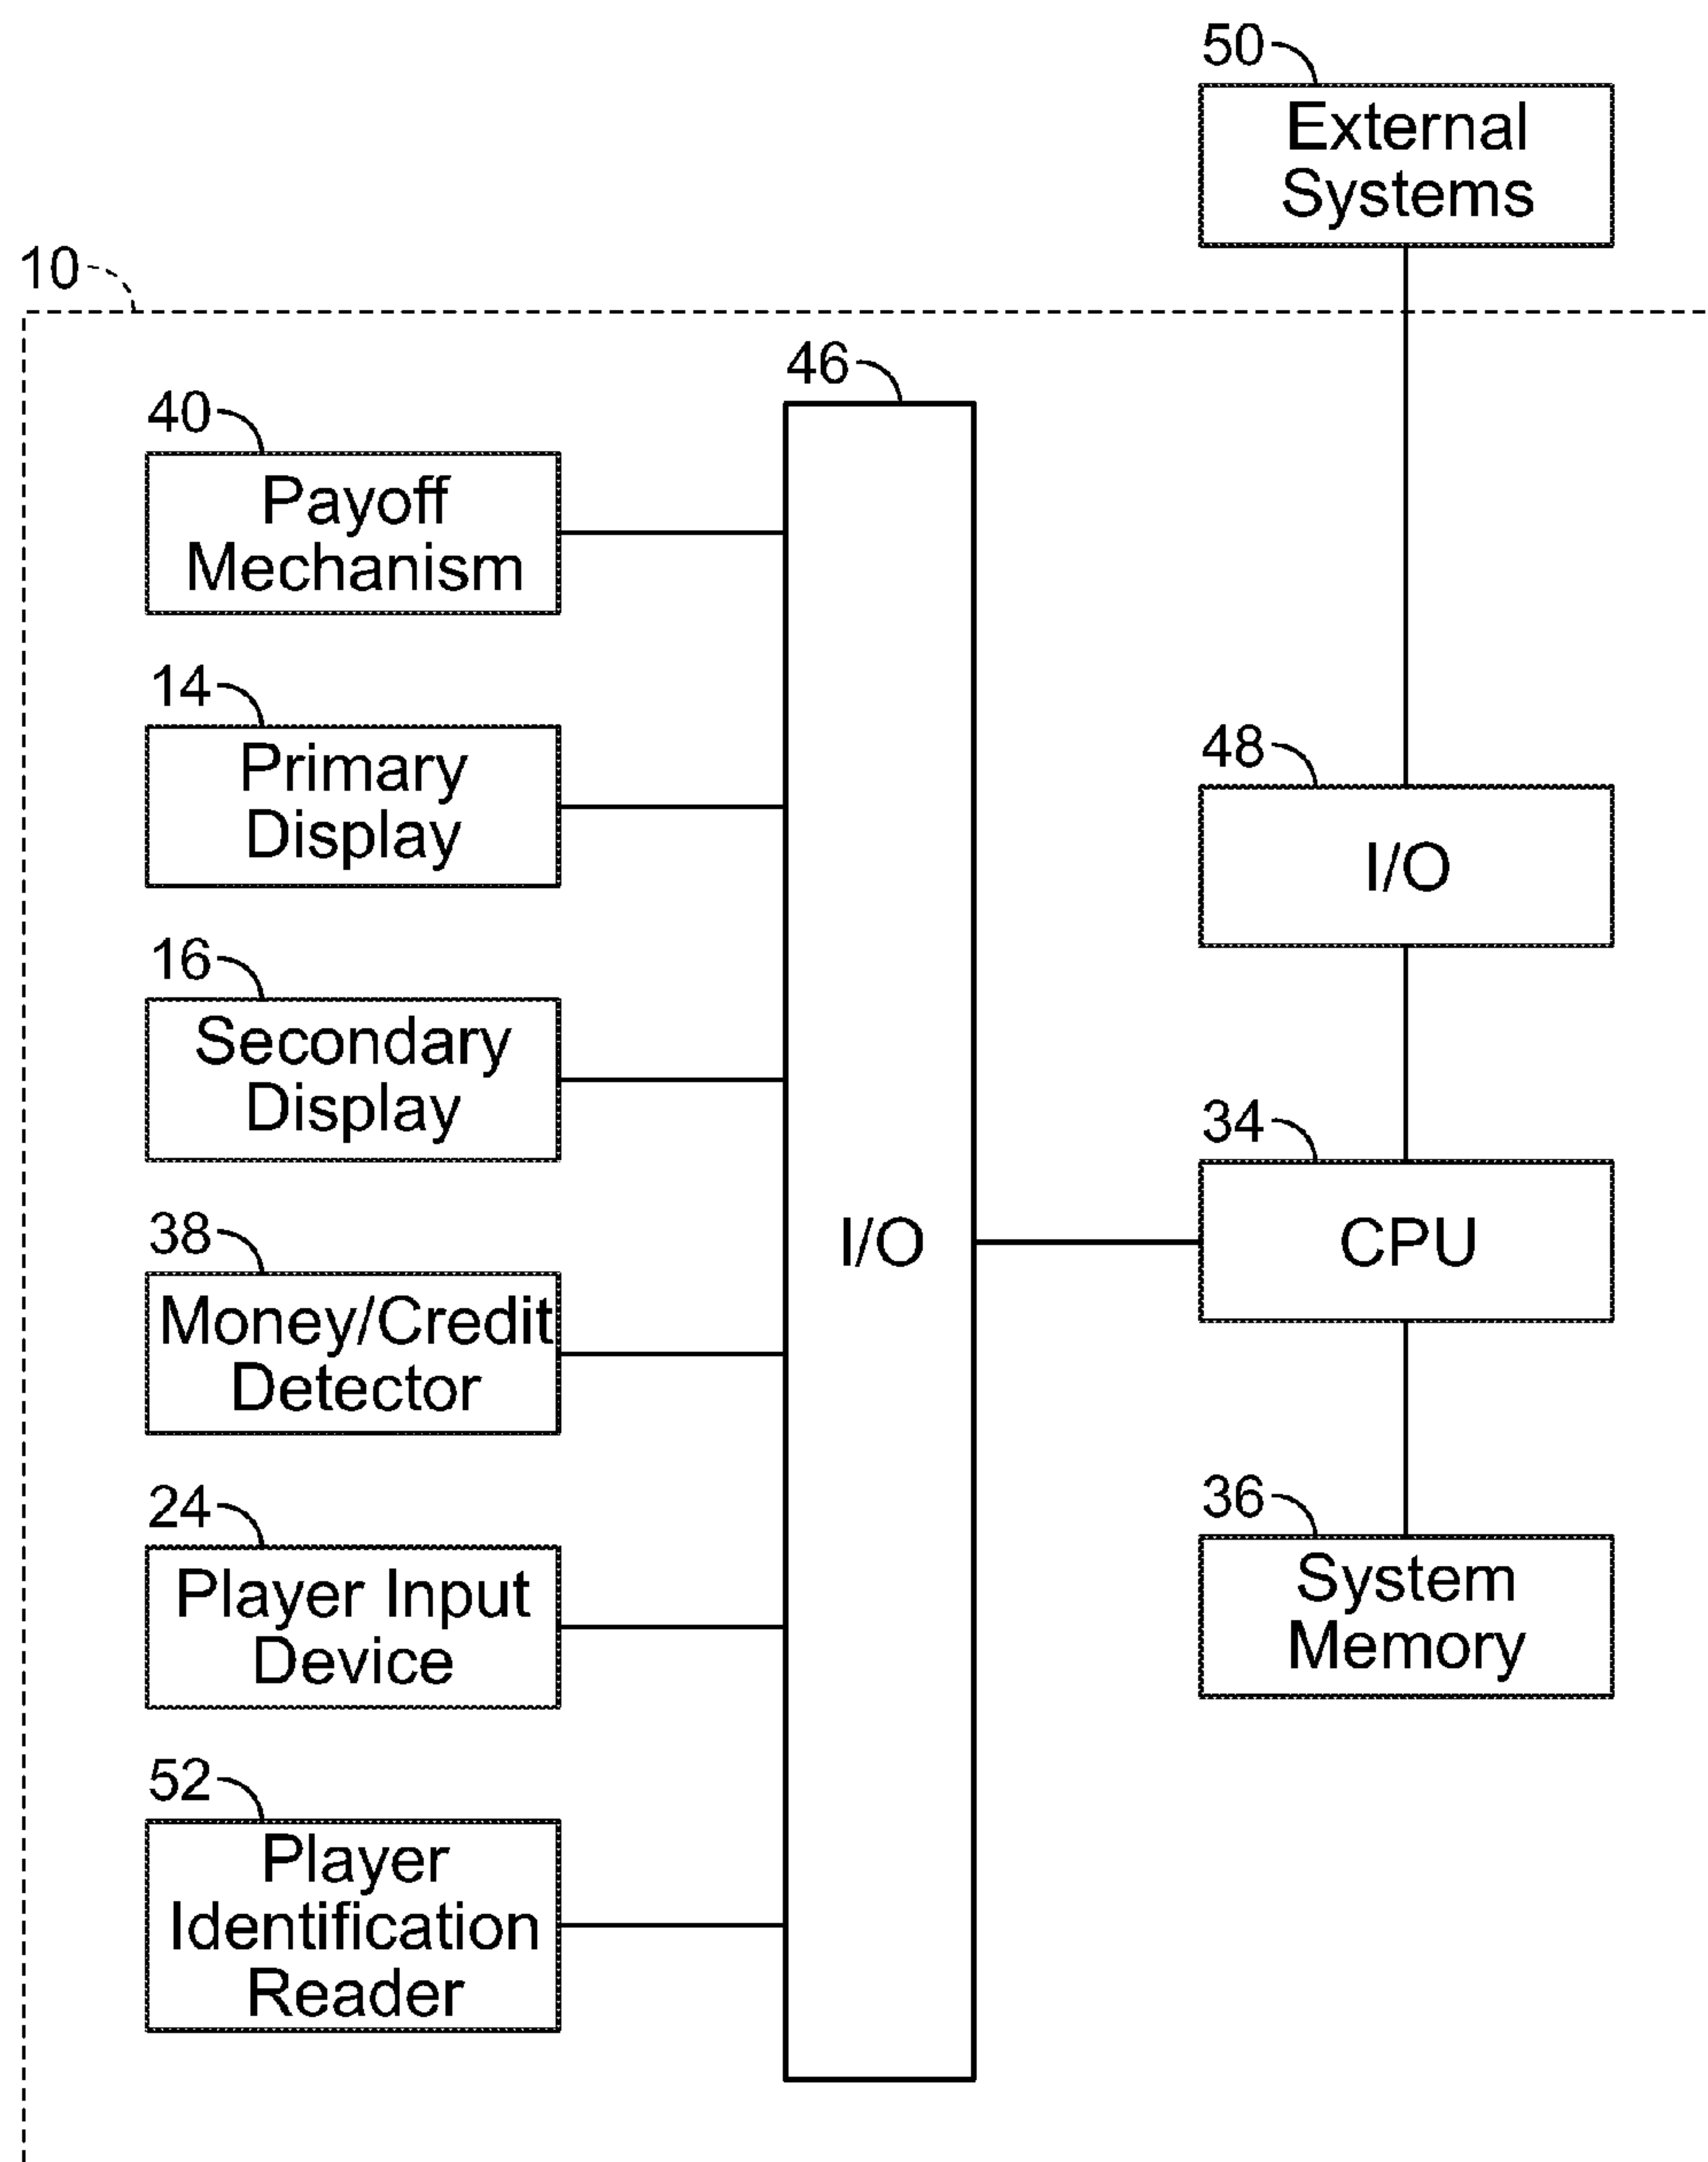 50
External
Systems
10
46
40
Payoff
Mechanism
14
Primary
Display
48
I/O
16
Secondary
Display
34
CPU
38
Money/Credit
Detector
I/O
24
Player Input
Device
36
System
Memory
52
Player
Identification
Reader